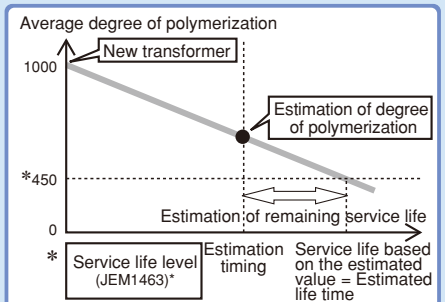 Average degree of polymerization
New transformer
1000
Estimation of degree
of polymerization
*450
Estimation of remaining service life
0
* Service life level
(JEM1463)*
Estimation
timing
Service life based
on the estimated
value = Estimated
life time